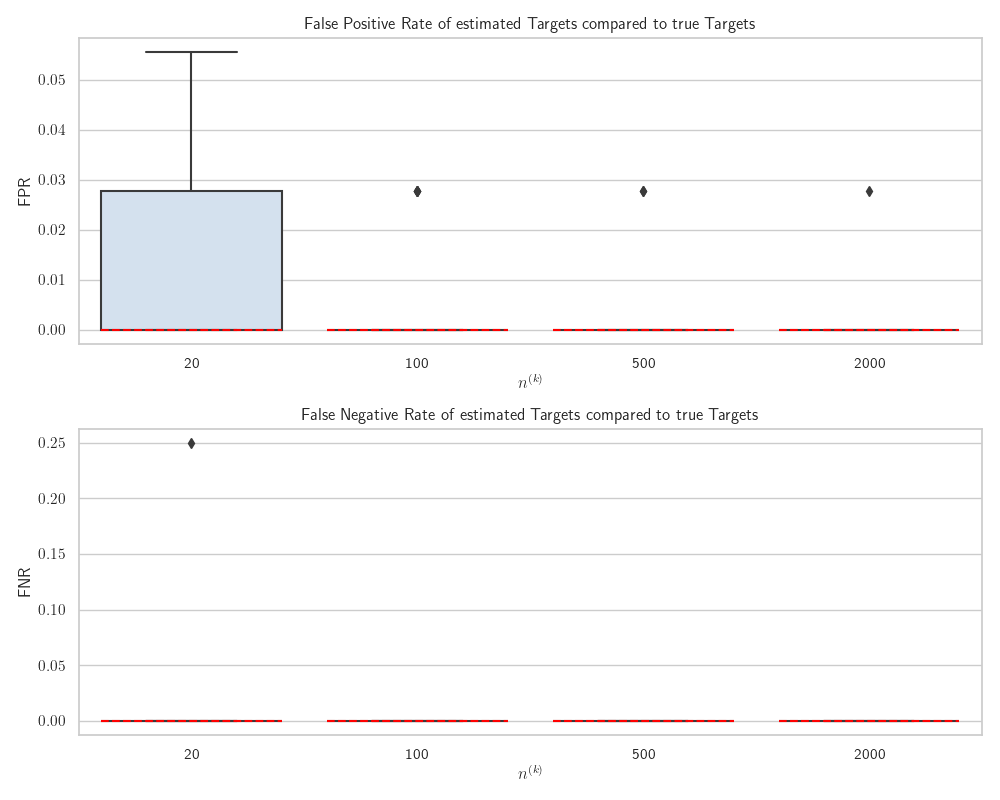 False Positive Rate of estimated Targets compared to true Targets
0.05
0.04
0.03
0.02
0.01
0.00
FPR
20 100 500 2000
n^{(k)}
False Negative Rate of estimated Targets compared to true Targets
0.25
0.20
0.15
0.10
0.05
0.00
FNR
20 100 500 2000
n^{(k)}